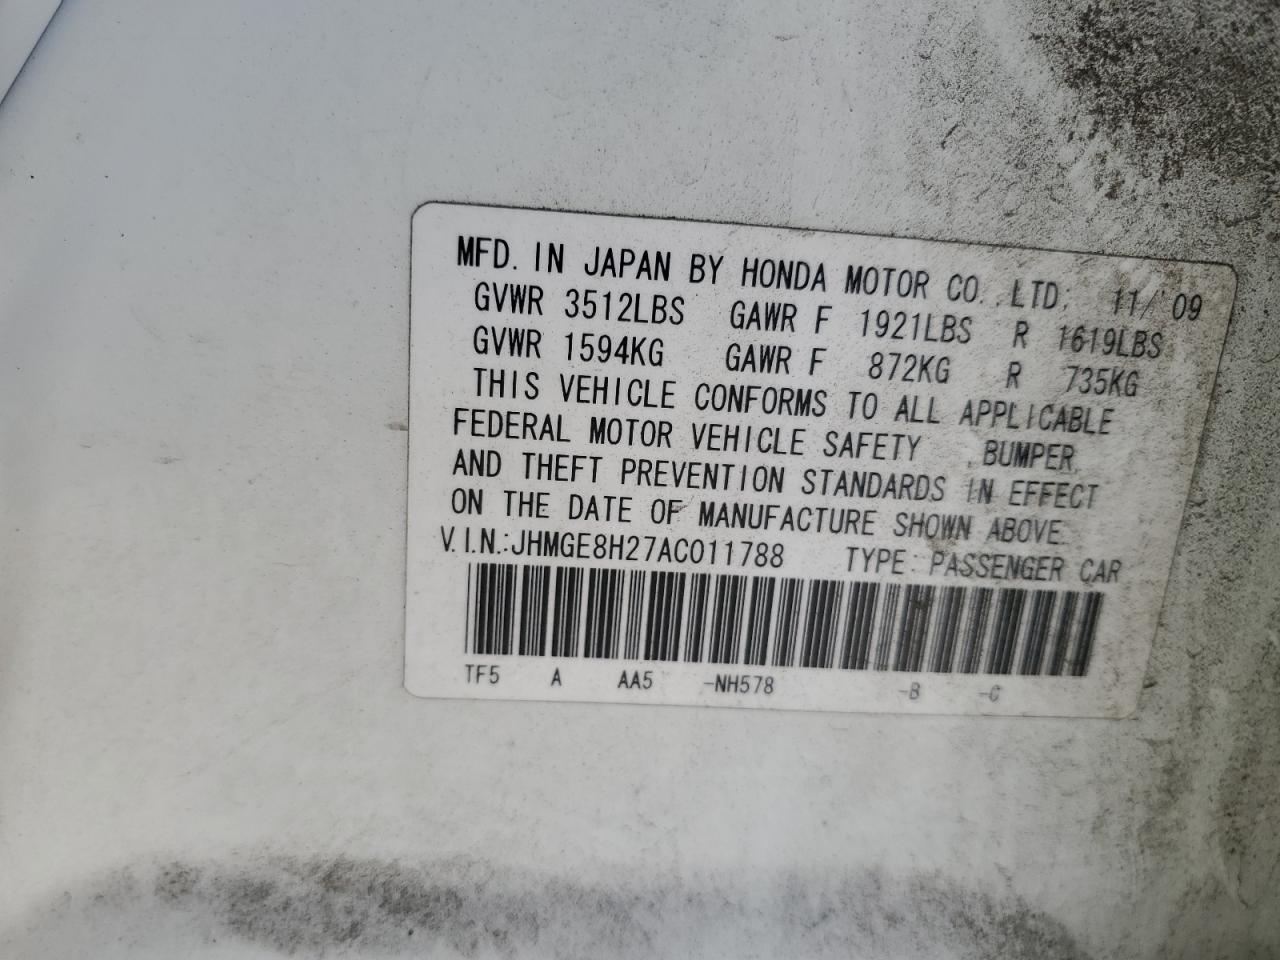 MFD. IN JAPAN BY HONDA MOTOR CO., LTD. 11/'09
GVWR 3512LBS GAWR F 1921LBS R 1619LBS
GVWR 1594KG GAWR F 872KG R 735KG
THIS VEHICLE CONFORMS TO ALL APPLICABLE
FEDERAL MOTOR VEHICLE SAFETY , BUMPER,
AND THEFT PREVENTION STANDARDS IN EFFECT
ON THE DATE OF MANUFACTURE SHOWN ABOVE.
V.I.N.:JHMGE8H27AC011788 TYPE: PASSENGER CAR
TF5 A AA5 -NH578 -B -C